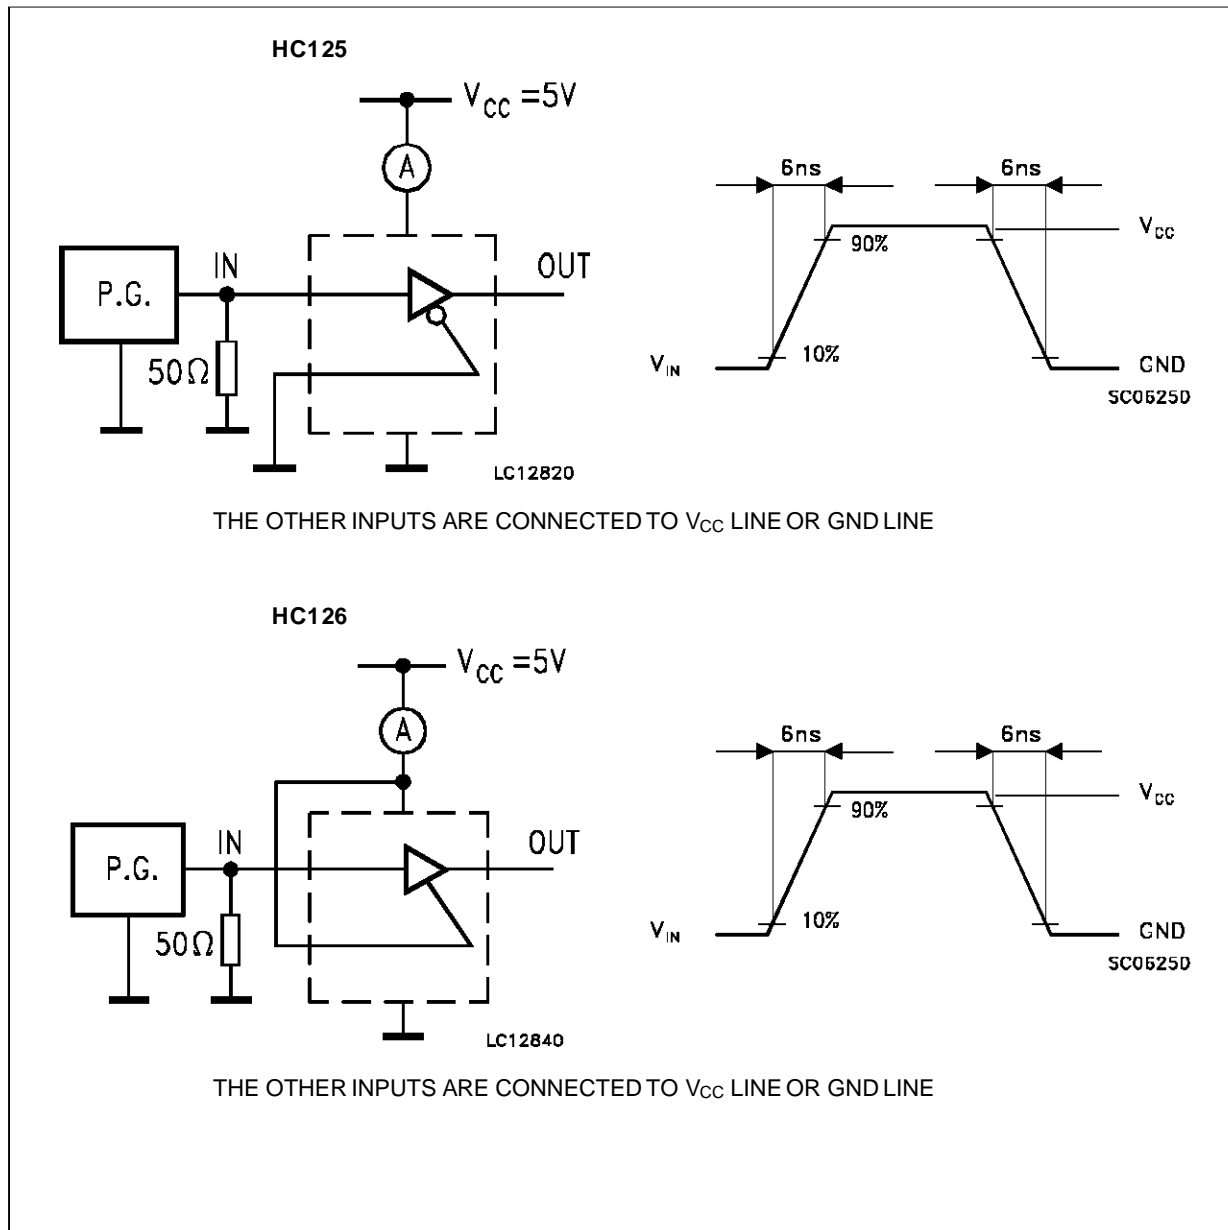 HC125
VCC =5V
A
P.G.
IN
OUT
50Ω
LC12820
6ns
6ns
90%
VCC
10%
VIN
GND
SC06250
THE OTHER INPUTS ARE CONNECTED TO VCC LINE OR GND LINE
HC126
VCC =5V
A
P.G.
IN
OUT
50Ω
LC12840
6ns
6ns
90%
VCC
10%
VIN
GND
SC06250
THE OTHER INPUTS ARE CONNECTED TO VCC LINE OR GND LINE